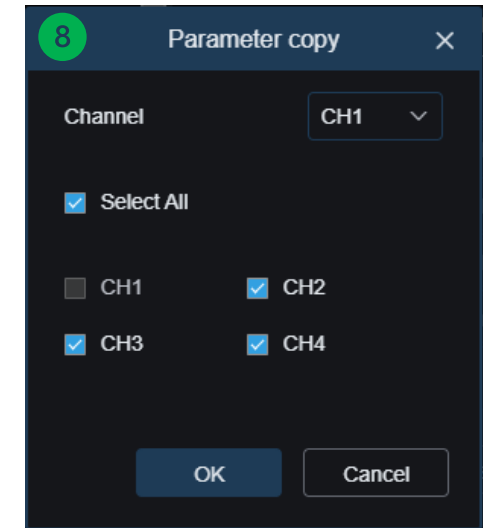 8 Parameter copy
Channel CH1
Select All
CH1 CH2
CH3 CH4
OK Cancel